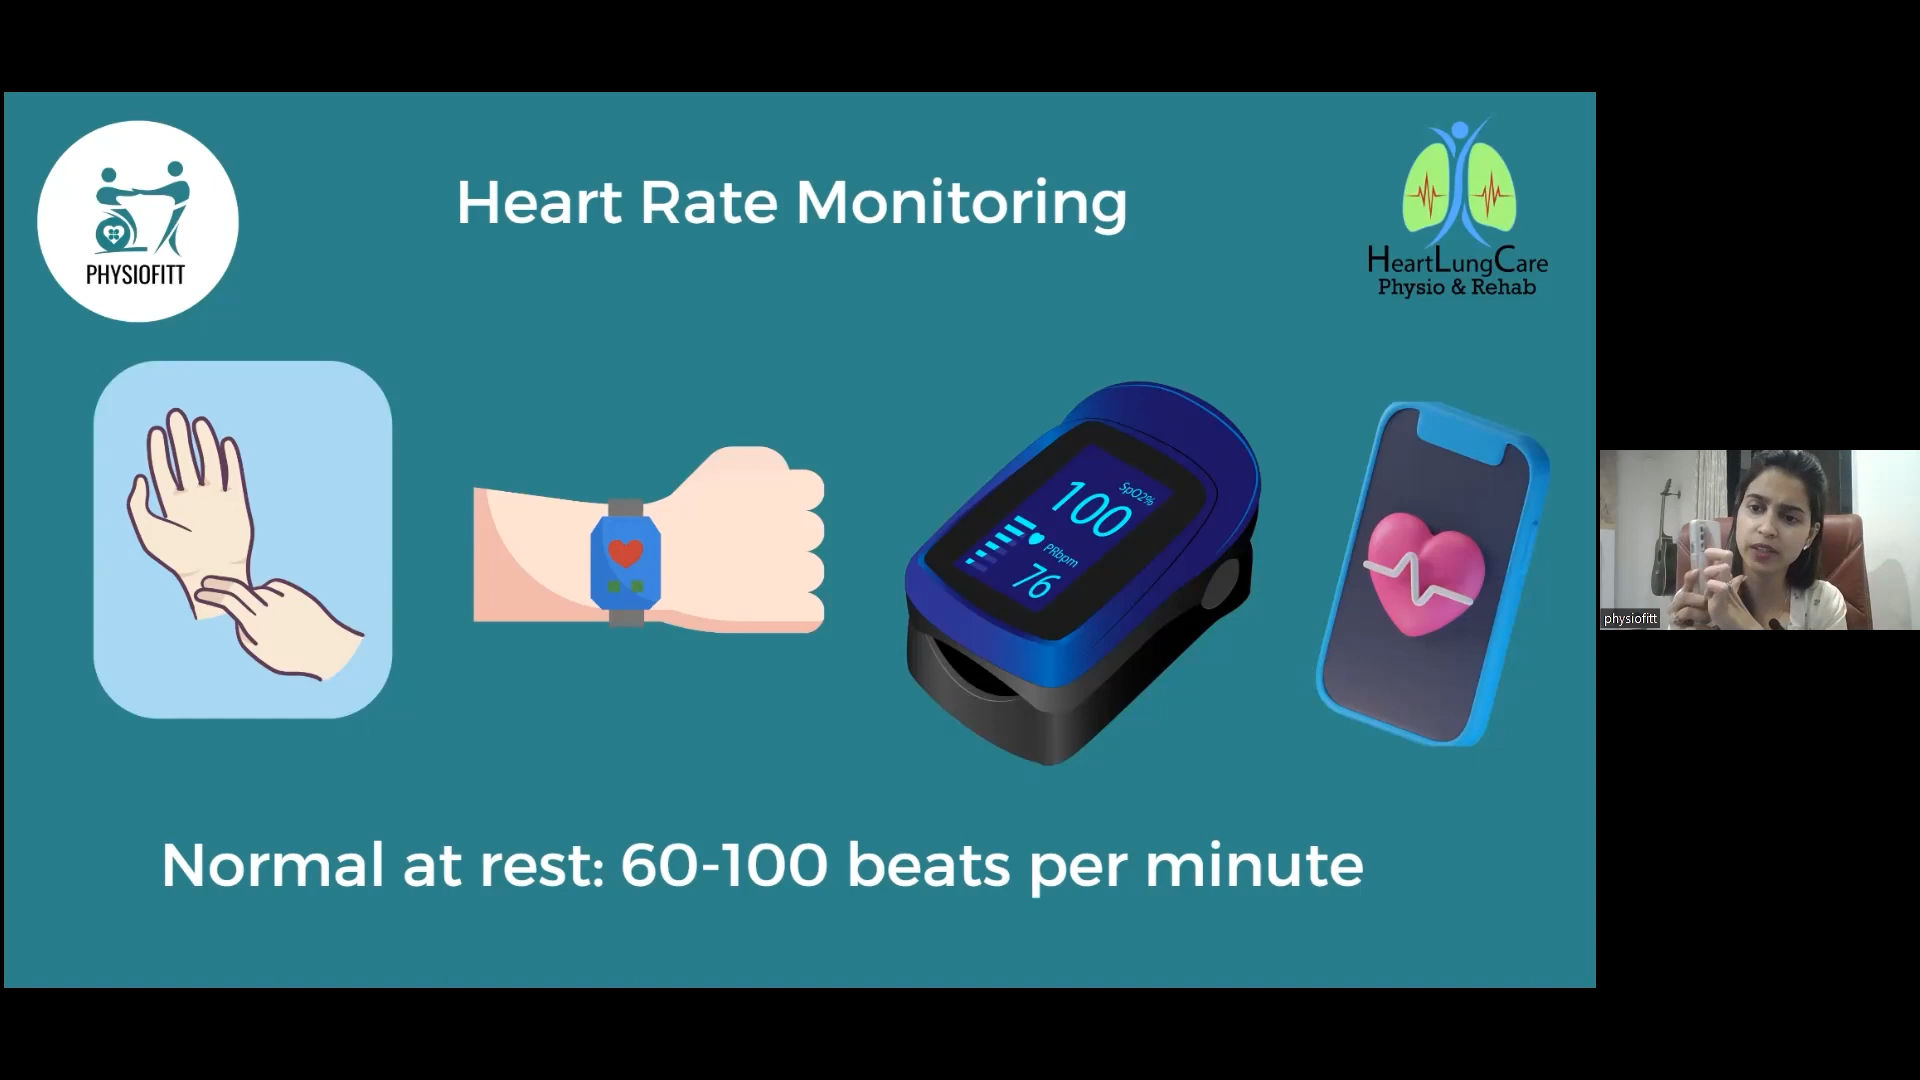 Heart Rate Monitoring
PHYSIOFITT
HeartLungCare
Physio & Rehab
SpO2%
100
PRbpm
76
physiofitt
Normal at rest: 60-100 beats per minute